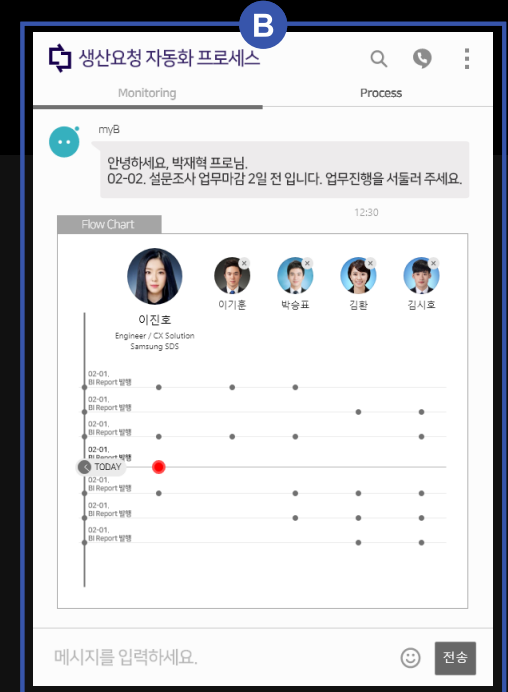 B
생산요청 자동화 프로세스
Monitoring
Process
myB
안녕하세요, 박재혁 프로님.
02-02. 설문조사 업무마감 2일 전 입니다. 업무진행을 서둘러 주세요.
12:30
Flow Chart
이진호
Engineer / CX Solution
Samsung SDS
이기훈
박승표
김환
김시호
02-01.
BI Report 발행
02-01.
BI Report 발행
02-01.
BI Report 발행
02-01.
BI Report 발행
TODAY
02-01.
BI Report 발행
02-01.
BI Report 발행
02-01.
BI Report 발행
메시지를 입력하세요.
전송